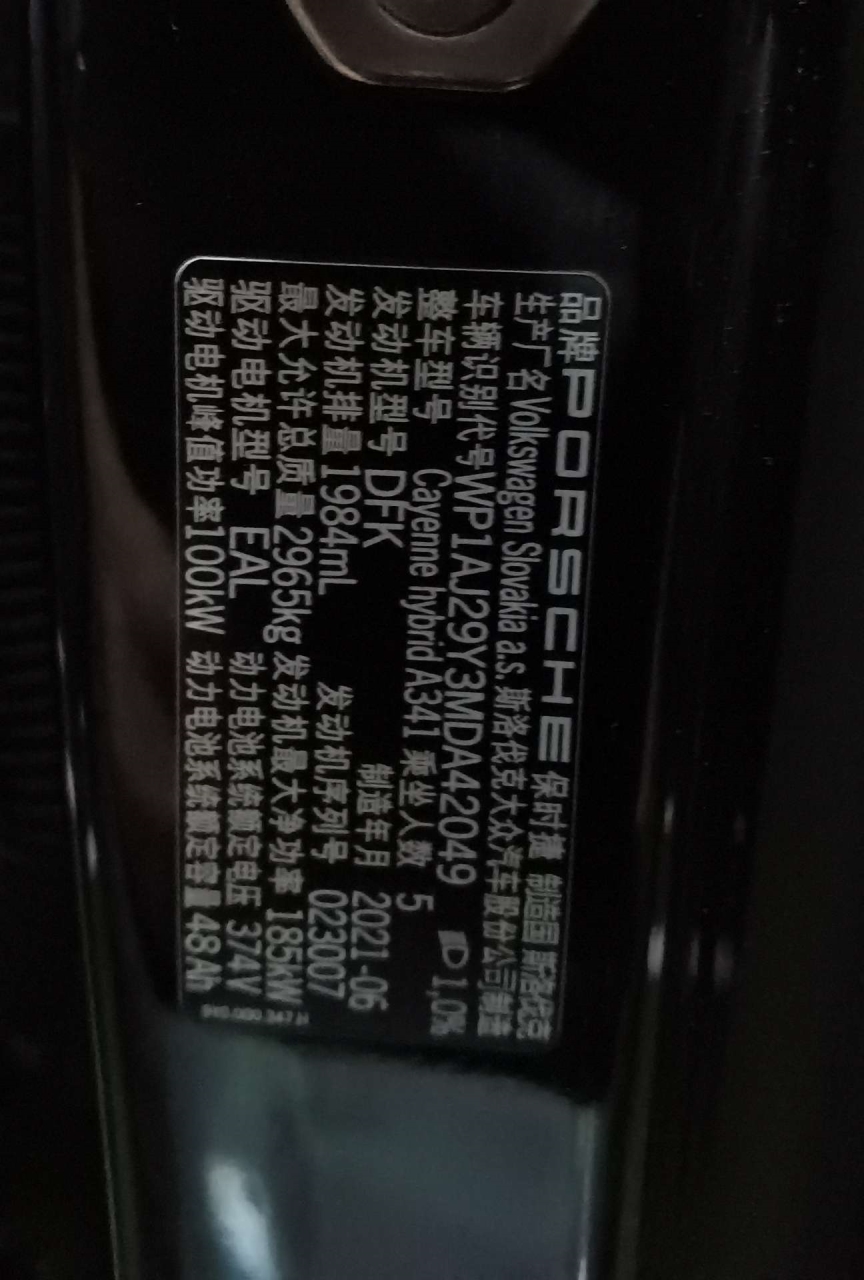 品牌 PORSCHE 保时捷 制造国 斯洛伐克
生产厂名 Volkswagen Slovakia a.s. 斯洛伐克大众汽车股份公司制造
车辆识别代号 WP1AJ29Y3MDA42049
整车型号 Cayenne hybrid A341 乘坐人数 5 1,0%
发动机型号 DFK 制造年月 2021-06
发动机排量 1984mL 发动机序列号 023007
最大允许总质量 2965kg 发动机最大净功率 185kW
驱动电机型号 EAL 动力电池系统额定电压 374V
驱动电机峰值功率 100kW 动力电池系统额定容量 48Ah